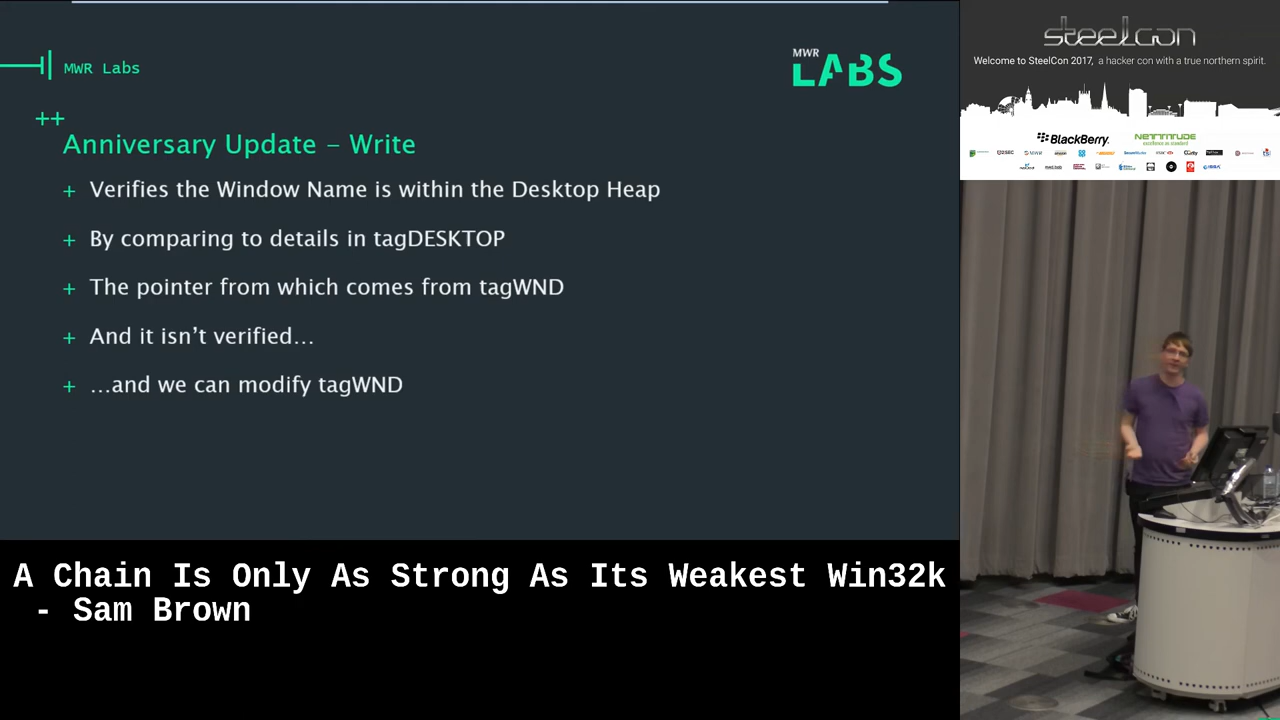 MWR Labs
MWR
LABS
++
Anniversary Update – Write
+ Verifies the Window Name is within the Desktop Heap
+ By comparing to details in tagDESKTOP
+ The pointer from which comes from tagWND
+ And it isn't verified…
+ …and we can modify tagWND
steelcon
Welcome to SteelCon 2017, a hacker con with a true northern spirit.
BlackBerry
NETTITUDE
A Chain Is Only As Strong As Its Weakest Win32k
- Sam Brown